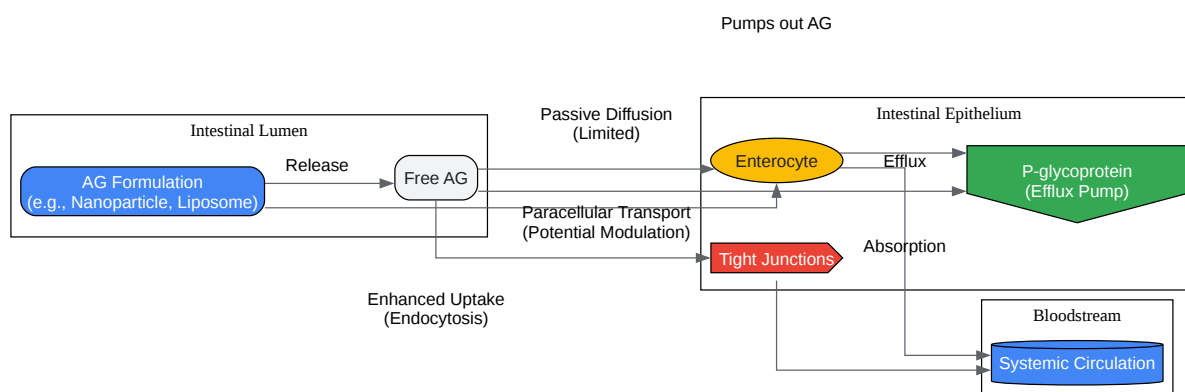 Pumps out AG
Intestinal Lumen
Release
AG Formulation
(e.g., Nanoparticle, Liposome)
Free AG
Passive Diffusion
(Limited)
Paracellular Transport
(Potential Modulation)
Enhanced Uptake
(Endocytosis)
Intestinal Epithelium
Enterocyte
Efflux
P-glycoprotein
(Efflux Pump)
Tight Junctions
Absorption
Bloodstream
Systemic Circulation